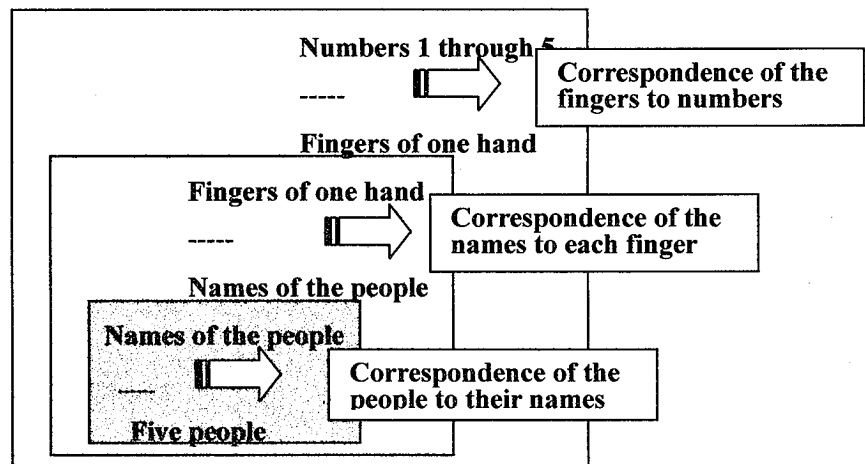 Numbers 1 through 5
Correspondence of the
fingers to numbers
-----
Fingers of one hand
Fingers of one hand
Correspondence of the
names to each finger
-----
Names of the people
Names of the people
Correspondence of the
people to their names
Five people